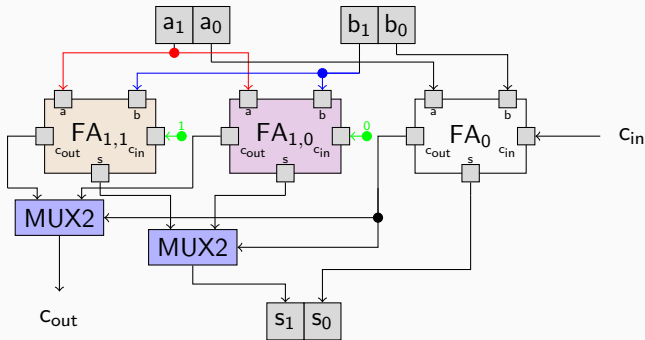 a1 a0 b1 b0
a b a b a b
1 0
FA1,1 FA1,0 FA0
cout cin cout cin cout cin cin
s s s
MUX2
MUX2
cout
s1 s0